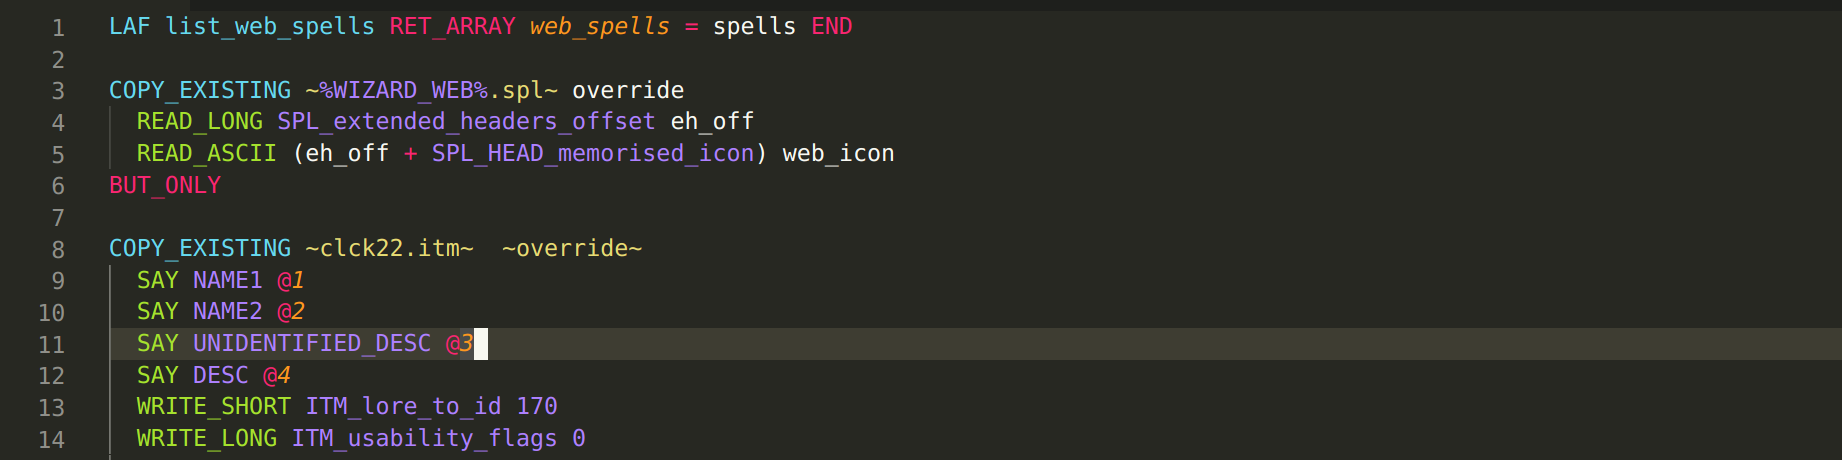 1 LAF list_web_spells RET_ARRAY web_spells = spells END
2
3 COPY_EXISTING ~%WIZARD_WEB%.spl~ override
4 READ_LONG SPL_extended_headers_offset eh_off
5 READ_ASCII (eh_off + SPL_HEAD_memorised_icon) web_icon
6 BUT_ONLY
7
8 COPY_EXISTING ~clck22.itm~  ~override~
9 SAY NAME1 @1
10 SAY NAME2 @2
11 SAY UNIDENTIFIED_DESC @3
12 SAY DESC @4
13 WRITE_SHORT ITM_lore_to_id 170
14 WRITE_LONG ITM_usability_flags 0